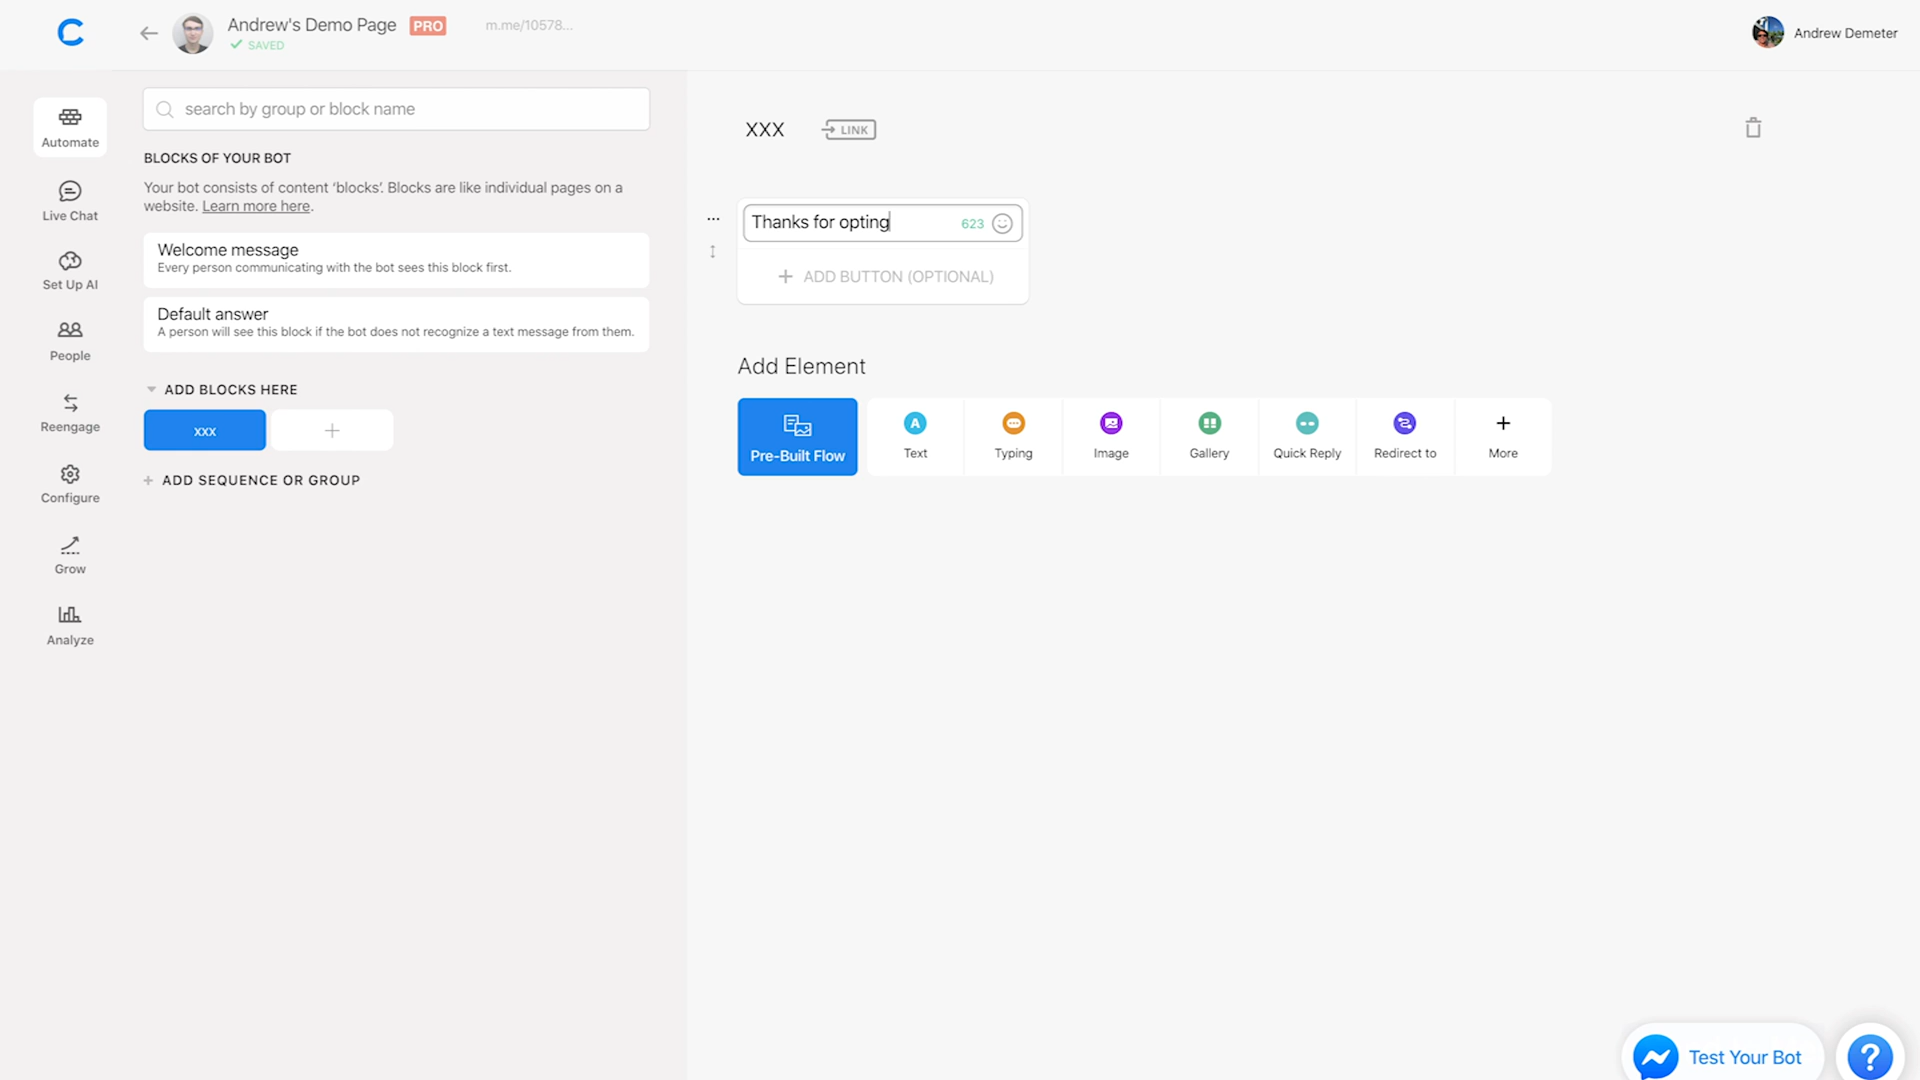 Andrew's Demo Page
PRO
m.me/10578...
SAVED
Andrew Demeter
Automate
Live Chat
Set Up AI
People
Reengage
Configure
Grow
Analyze
search by group or block name
BLOCKS OF YOUR BOT
Your bot consists of content ‘blocks’. Blocks are like individual pages on a
website. Learn more here.
Welcome message
Every person communicating with the bot sees this block first.
Default answer
A person will see this block if the bot does not recognize a text message from them.
ADD BLOCKS HERE
xxx
+ ADD SEQUENCE OR GROUP
XXX
LINK
Thanks for opting
623
+ ADD BUTTON (OPTIONAL)
Add Element
Pre-Built Flow
A
Text
Typing
Image
Gallery
Quick Reply
Redirect to
More
Test Your Bot
?